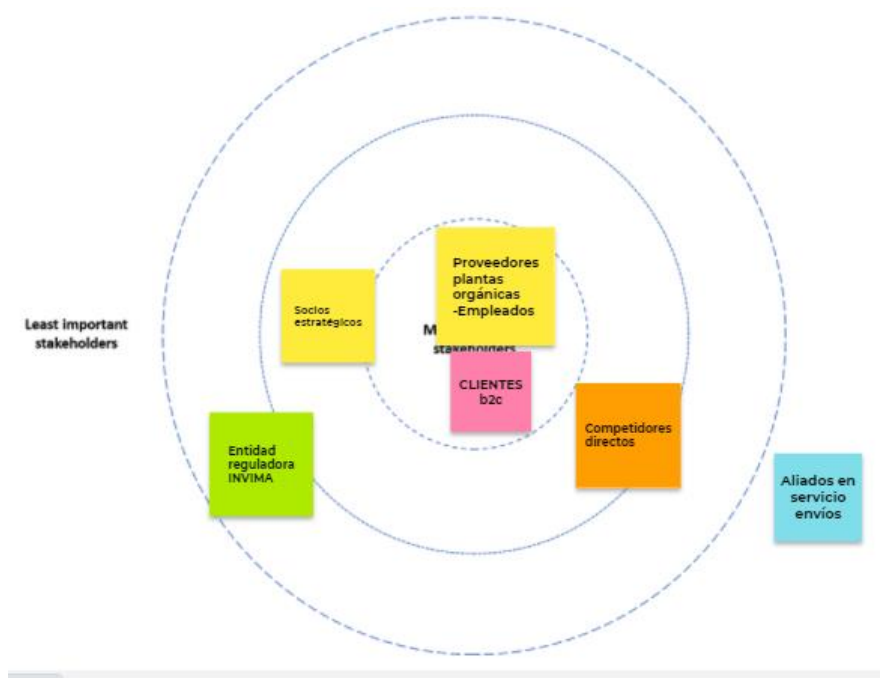 Proveedores
plantas
orgánicas
-Empleados
Socios
estratégicos
Least important
stakeholders
M
stakeholders
CLIENTES
b2c
Competidores
directos
Entidad
reguladora
INVIMA
Aliados en
servicio
envíos